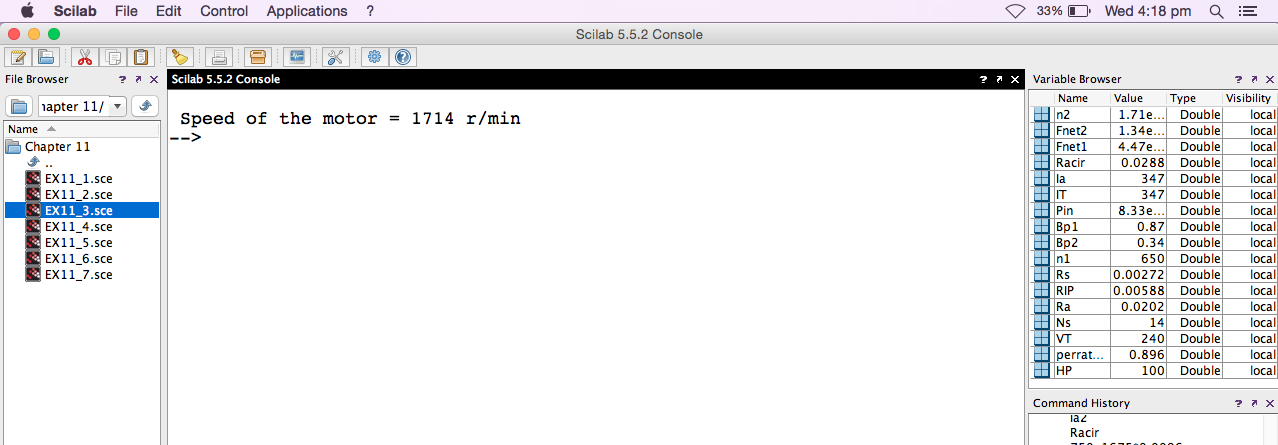 Scilab File Edit Control Applications ? 33% Wed 4:18 pm
Scilab 5.5.2 Console
File Browser ? Scilab 5.5.2 Console ? Variable Browser ?
hapter 11/
Name
Chapter 11
..
EX11_1.sce
EX11_2.sce
EX11_3.sce
EX11_4.sce
EX11_5.sce
EX11_6.sce
EX11_7.sce
Speed of the motor = 1714 r/min
-->
Name Value Type Visibility
n2 1.71e... Double local
Fnet2 1.34e... Double local
Fnet1 4.47e... Double local
Racir 0.0288 Double local
Ia 347 Double local
IT 347 Double local
Pin 8.33e... Double local
Bp1 0.87 Double local
Bp2 0.34 Double local
n1 650 Double local
Rs 0.00272 Double local
RIP 0.00588 Double local
Ra 0.0202 Double local
Ns 14 Double local
VT 240 Double local
perrat... 0.896 Double local
HP 100 Double local
Command History ?
Ia2
Racir